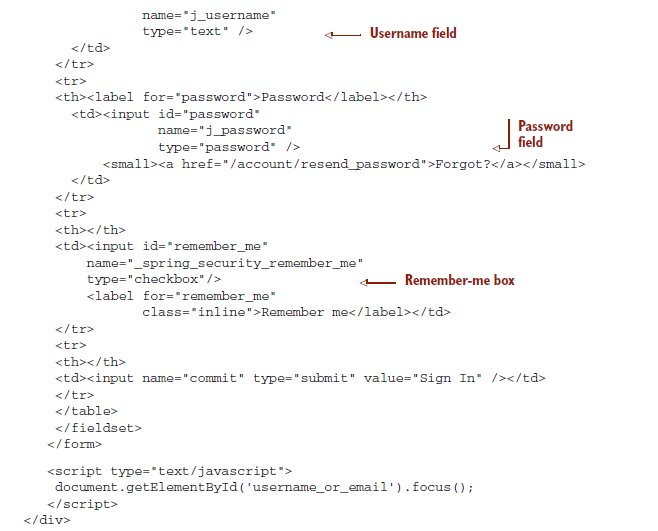 name="j_username"
type="text" />
Username field
</td>
</tr>
<tr>
<th><label for="password">Password</label></th>
<td><input id="password"
name="j_password"
type="password" />
Password
field
<small><a href="/account/resend_password">Forgot?</a></small>
</td>
</tr>
<tr>
<th></th>
<td><input id="remember_me"
name="_spring_security_remember_me"
type="checkbox"/>
Remember-me box
<label for="remember_me"
class="inline">Remember me</label></td>
</tr>
<tr>
<th></th>
<td><input name="commit" type="submit" value="Sign In" /></td>
</tr>
</table>
</fieldset>
</form>
<script type="text/javascript">
document.getElementById('username_or_email').focus();
</script>
</div>